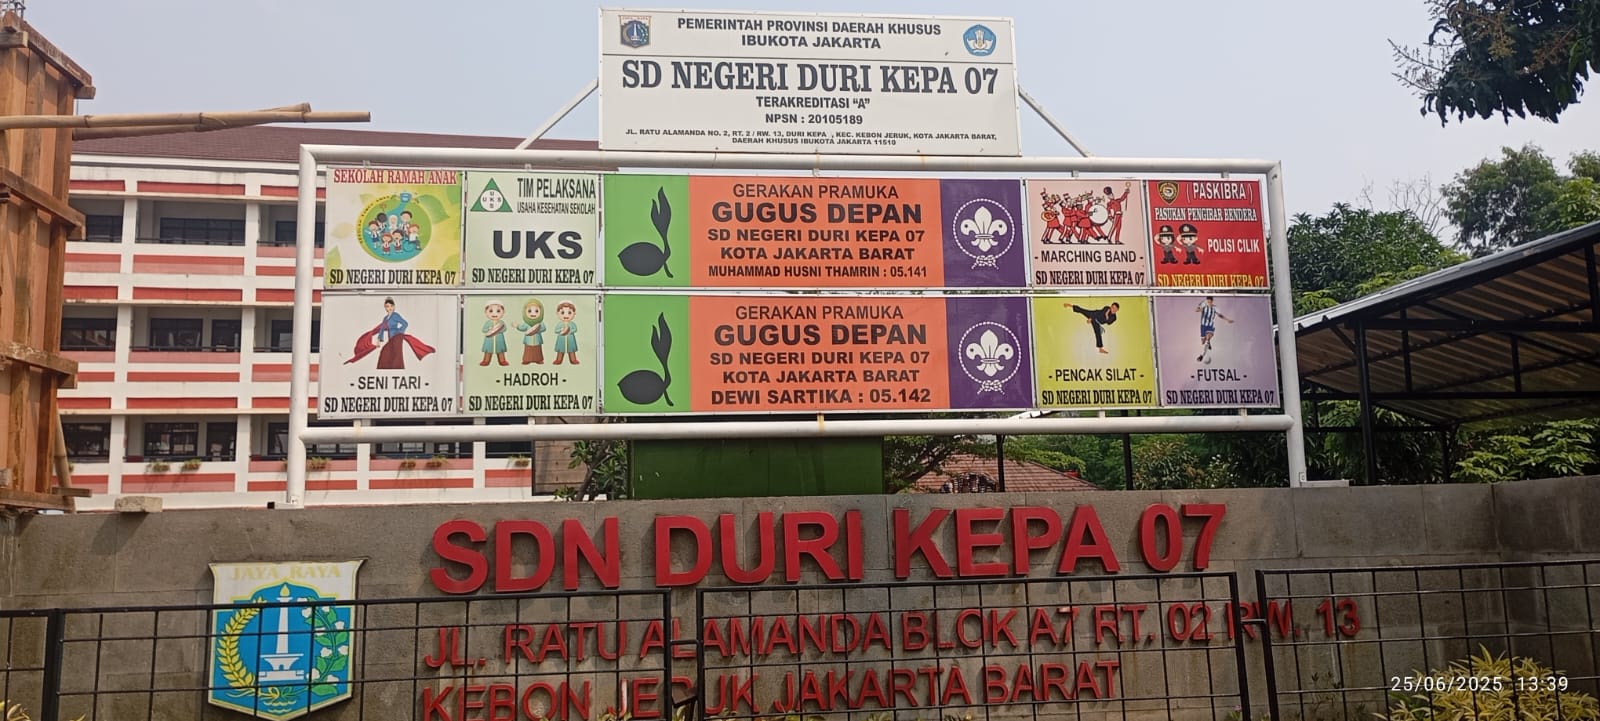 PEMERINTAH PROVINSI DAERAH KHUSUS
IBUKOTA JAKARTA
SD NEGERI DURI KEPA 07
TERAKREDITASI "A"
NPSN : 20105189
JL. RATU ALAMANDA NO. 2, RT. 2 / RW. 13, DURI KEPA , KEC. KEBON JERUK, KOTA JAKARTA BARAT,
DAERAH KHUSUS IBUKOTA JAKARTA 11510
SEKOLAH RAMAH ANAK
SD NEGERI DURI KEPA 07
UKS
TIM PELAKSANA
USAHA KESEHATAN SEKOLAH
UKS
SD NEGERI DURI KEPA 07
GERAKAN PRAMUKA
GUGUS DEPAN
SD NEGERI DURI KEPA 07
KOTA JAKARTA BARAT
MUHAMMAD HUSNI THAMRIN : 05.141
- MARCHING BAND -
SD NEGERI DURI KEPA 07
( PASKIBRA )
PASUKAN PENGIBAR BENDERA
POLISI CILIK
SD NEGERI DURI KEPA 07
- SENI TARI -
SD NEGERI DURI KEPA 07
- HADROH -
SD NEGERI DURI KEPA 07
GERAKAN PRAMUKA
GUGUS DEPAN
SD NEGERI DURI KEPA 07
KOTA JAKARTA BARAT
DEWI SARTIKA : 05.142
- PENCAK SILAT -
SD NEGERI DURI KEPA 07
- FUTSAL -
SD NEGERI DURI KEPA 07
SDN DURI KEPA 07
JAYA RAYA
JL. RATU ALAMANDA BLOK A7 RT. 02 RW. 13
KEBON JERUK JAKARTA BARAT
25/06/2025 13:39